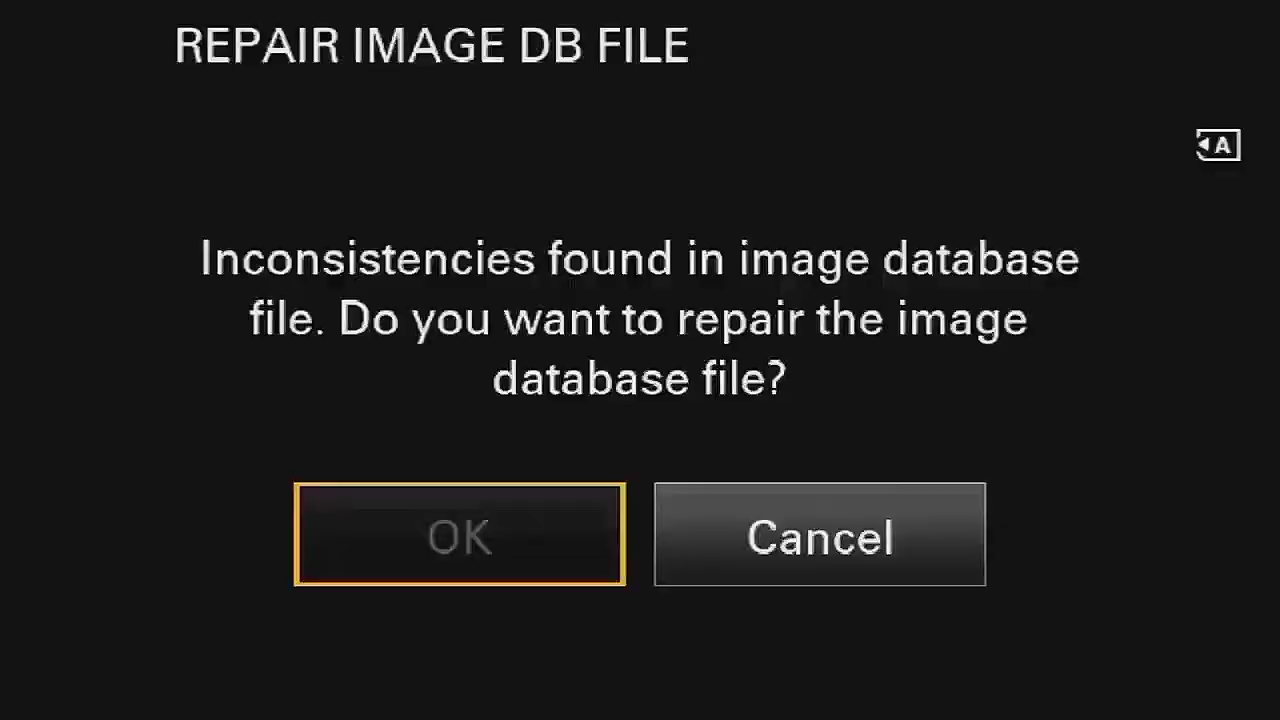 REPAIR IMAGE DB FILE
A
Inconsistencies found in image database
file. Do you want to repair the image
database file?
OK
Cancel